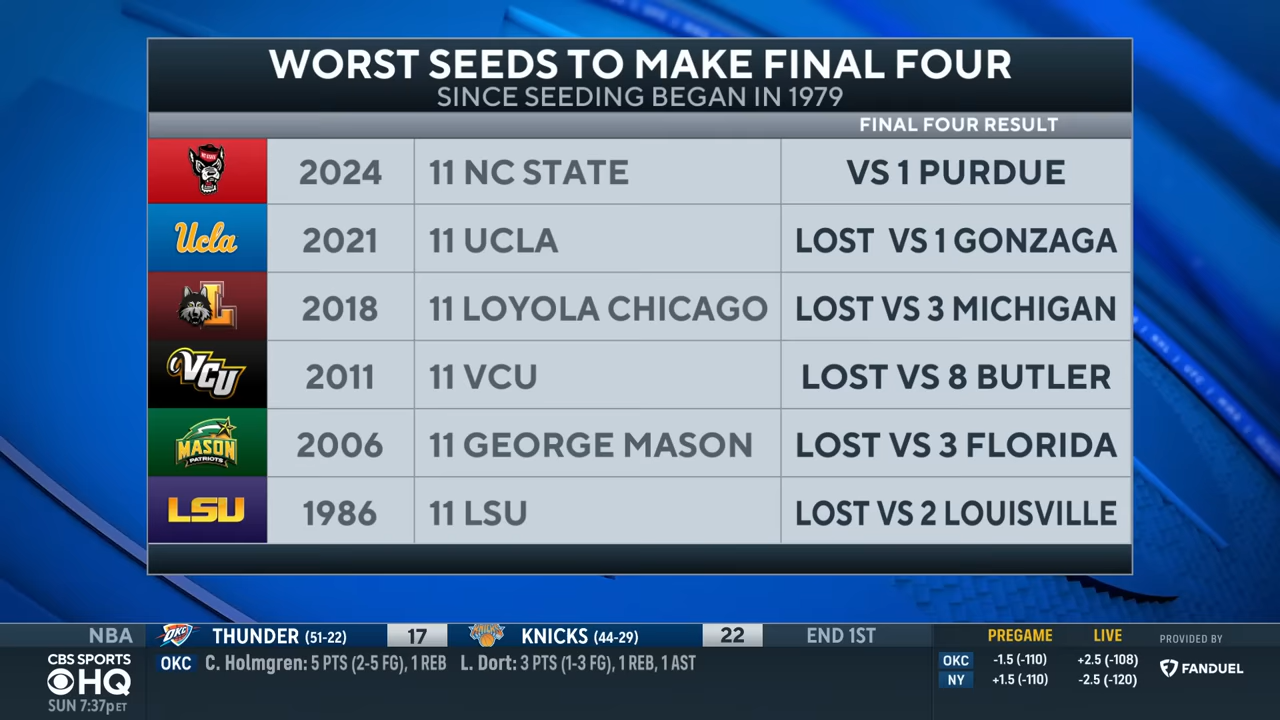 WORST SEEDS TO MAKE FINAL FOUR
SINCE SEEDING BEGAN IN 1979
FINAL FOUR RESULT
2024 11 NC STATE VS 1 PURDUE
Ucla 2021 11 UCLA LOST VS 1 GONZAGA
L 2018 11 LOYOLA CHICAGO LOST VS 3 MICHIGAN
VCU 2011 11 VCU LOST VS 8 BUTLER
MASON PATRIOTS 2006 11 GEORGE MASON LOST VS 3 FLORIDA
LSU 1986 11 LSU LOST VS 2 LOUISVILLE
NBA OKC THUNDER (51-22) 17 KNICKS KNICKS (44-29) 22 END 1ST
OKC C. Holmgren: 5 PTS (2-5 FG), 1 REB L. Dort: 3 PTS (1-3 FG), 1 REB, 1 AST
CBS SPORTS
HQ
SUN 7:37p ET
PREGAME LIVE PROVIDED BY
OKC -1.5 (-110) +2.5 (-108) FANDUEL
NY +1.5 (-110) -2.5 (-120)